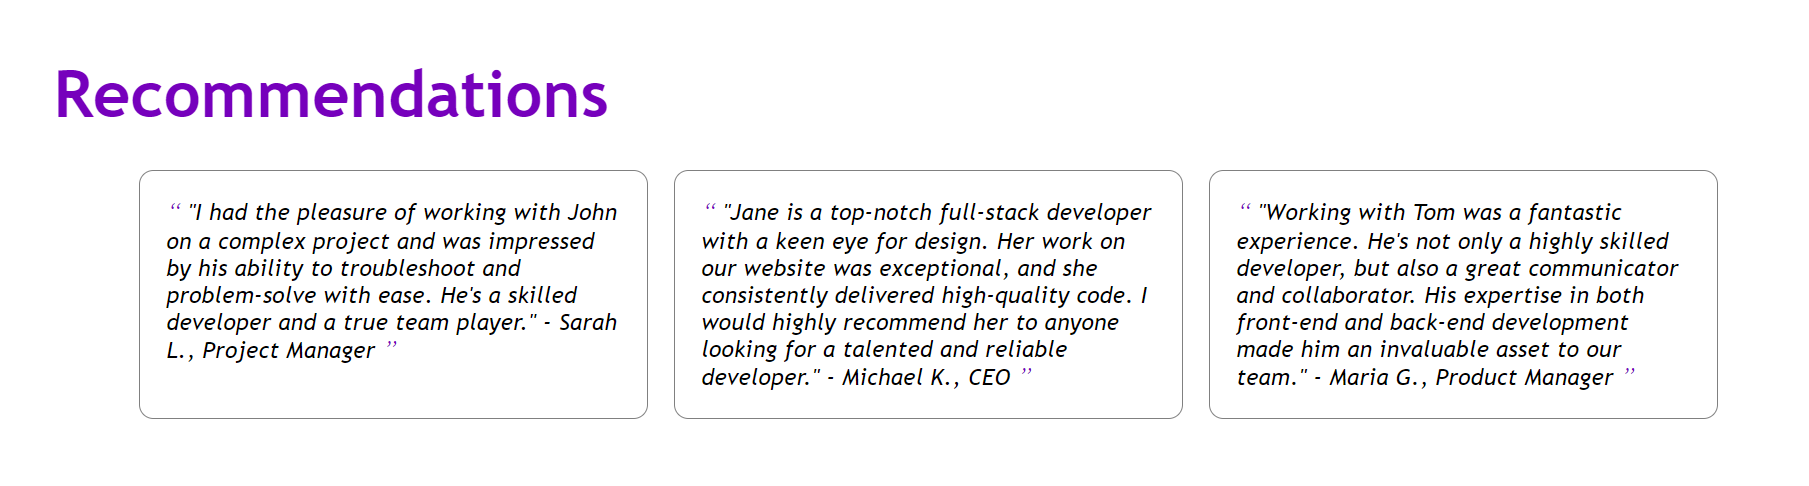 Recommendations
“ "I had the pleasure of working with John
on a complex project and was impressed
by his ability to troubleshoot and
problem-solve with ease. He's a skilled
developer and a true team player." - Sarah
L., Project Manager ”
“ "Jane is a top-notch full-stack developer
with a keen eye for design. Her work on
our website was exceptional, and she
consistently delivered high-quality code. I
would highly recommend her to anyone
looking for a talented and reliable
developer." - Michael K., CEO ”
“ "Working with Tom was a fantastic
experience. He's not only a highly skilled
developer, but also a great communicator
and collaborator. His expertise in both
front-end and back-end development
made him an invaluable asset to our
team." - Maria G., Product Manager ”